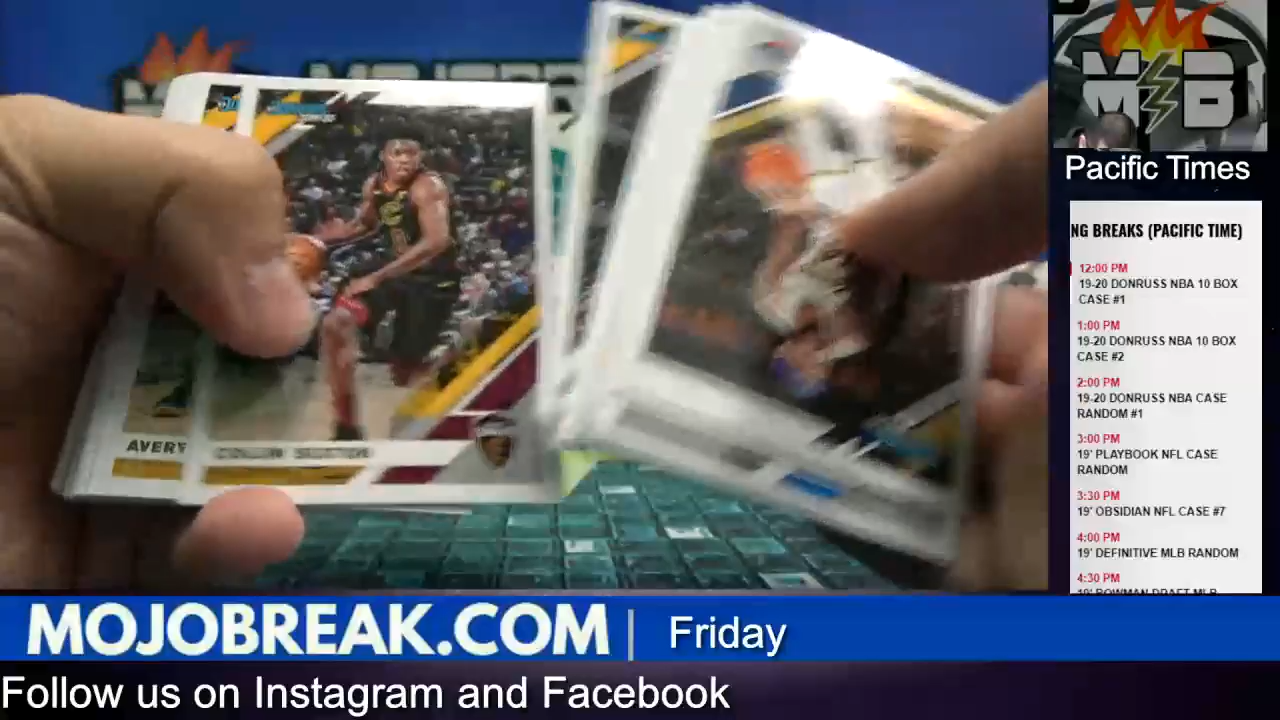 M B
Pacific Times
NG BREAKS (PACIFIC TIME)
12:00 PM
19-20 DONRUSS NBA 10 BOX
CASE #1
1:00 PM
19-20 DONRUSS NBA 10 BOX
CASE #2
2:00 PM
19-20 DONRUSS NBA CASE
RANDOM #1
3:00 PM
19' PLAYBOOK NFL CASE
RANDOM
3:30 PM
19' OBSIDIAN NFL CASE #7
4:00 PM
19' DEFINITIVE MLB RANDOM
4:30 PM
19' BOWMAN DRAFT MLB
AVERY
COLLIN SEXTON
MOJOBREAK.COM
Friday
Follow us on Instagram and Facebook